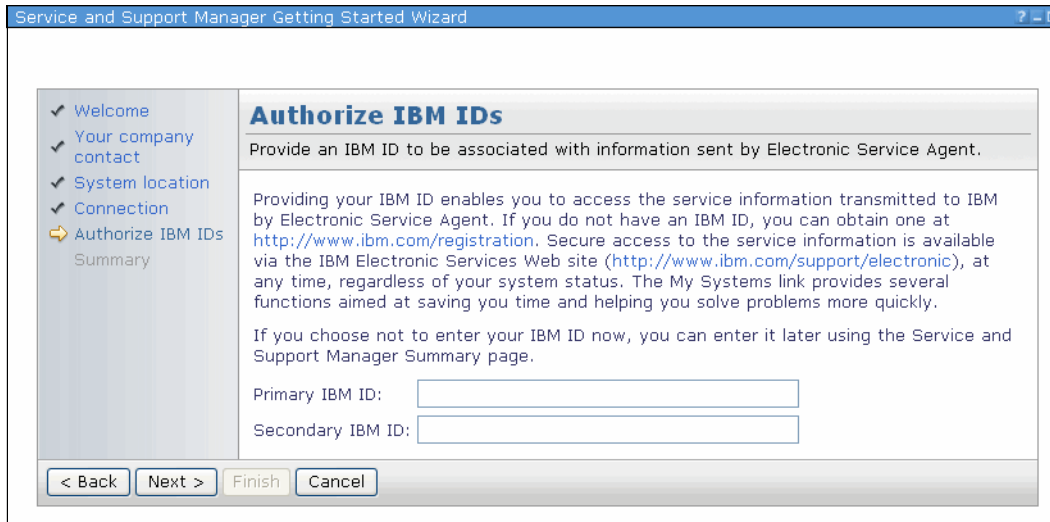 Service and Support Manager Getting Started Wizard
Welcome
Your company
contact
System location
Connection
Authorize IBM IDs
Summary
Authorize IBM IDs
Provide an IBM ID to be associated with information sent by Electronic Service Agent.
Providing your IBM ID enables you to access the service information transmitted to IBM
by Electronic Service Agent. If you do not have an IBM ID, you can obtain one at
http://www.ibm.com/registration. Secure access to the service information is available
via the IBM Electronic Services Web site (http://www.ibm.com/support/electronic), at
any time, regardless of your system status. The My Systems link provides several
functions aimed at saving you time and helping you solve problems more quickly.
If you choose not to enter your IBM ID now, you can enter it later using the Service and
Support Manager Summary page.
Primary IBM ID:
Secondary IBM ID:
< Back Next > Finish Cancel